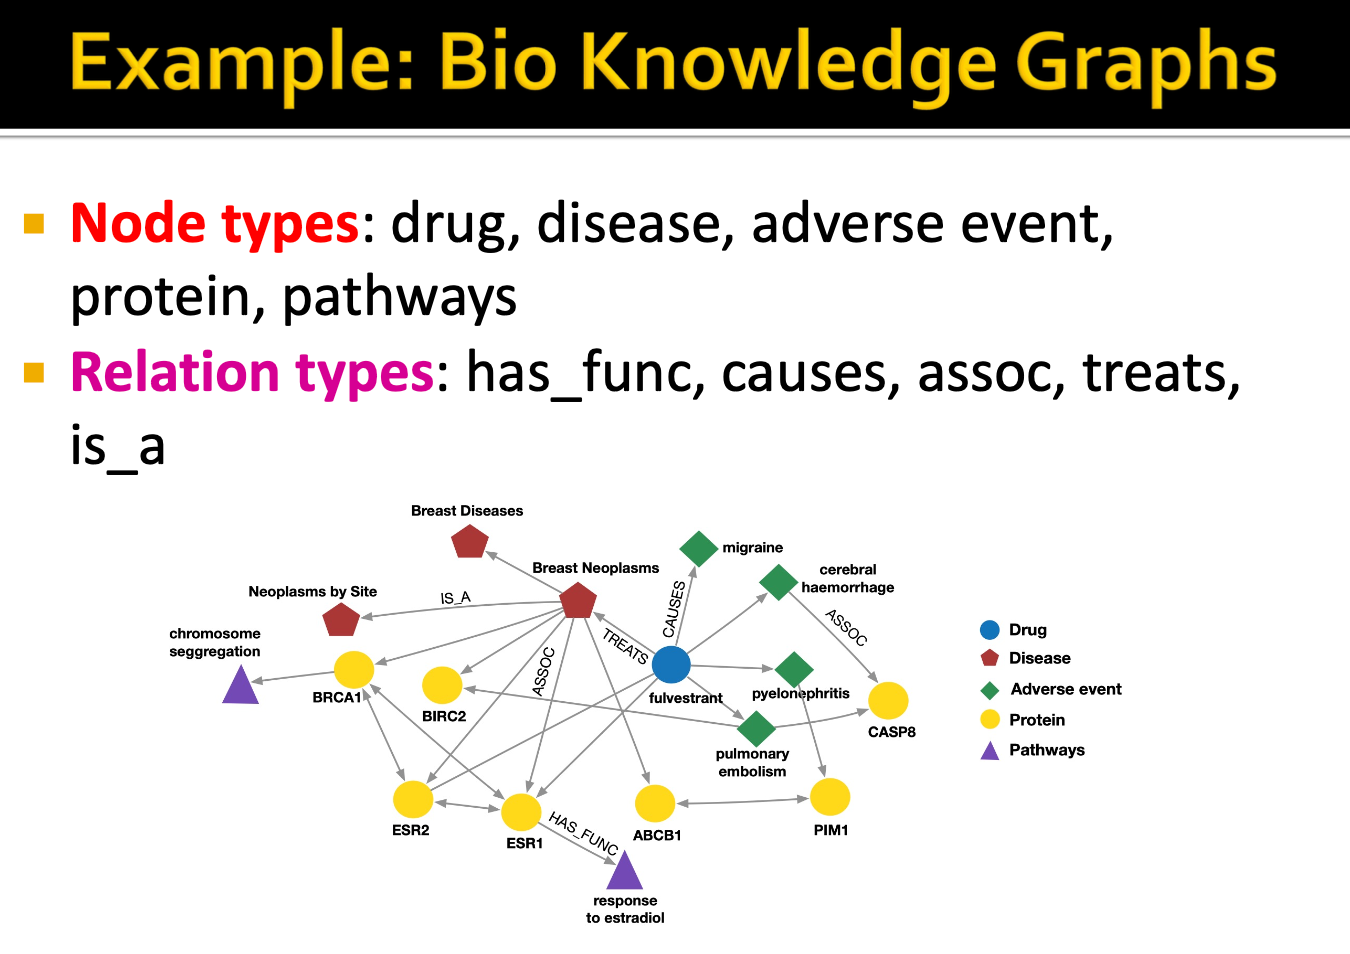 Example: Bio Knowledge Graphs
Node types: drug, disease, adverse event,
protein, pathways
Relation types: has_func, causes, assoc, treats,
is_a
Breast Diseases
Breast Neoplasms
migraine
cerebral
haemorrhage
Neoplasms by Site
IS_A
CAUSES
ASSOC
chromosome
seggregation
TREATS
ASSOC
BRCA1
BIRC2
fulvestrant
pyelonephritis
CASP8
pulmonary
embolism
ESR2
ESR1
HAS_FUNC
ABCB1
PIM1
response
to estradiol
Drug
Disease
Adverse event
Protein
Pathways